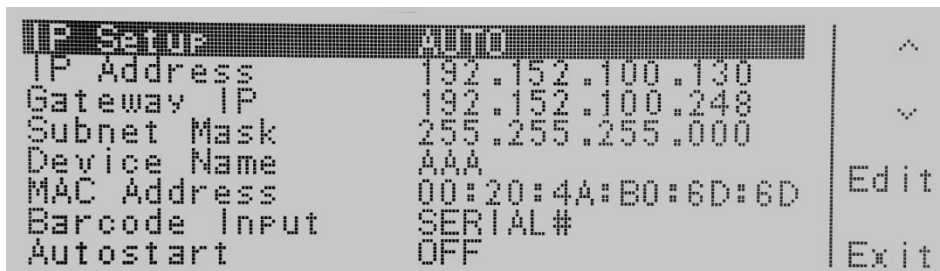 IP Setup AUTO
IP Address 192.152.100.130
Gateway IP 192.152.100.248
Subnet Mask 255.255.255.000
Device Name AAA
MAC Address 00:20:4A:B0:6D:6D
Barcode Input SERIAL#
Autostart OFF
^
v
Edit
Exit